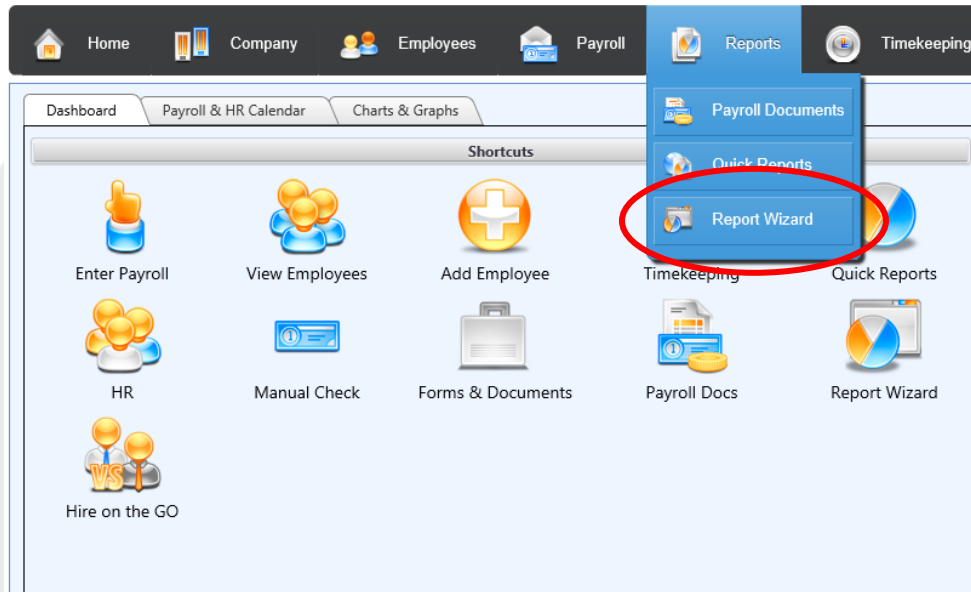 Home Company Employees Payroll Reports Timekeeping
Dashboard Payroll & HR Calendar Charts & Graphs
Payroll Documents
Shortcuts
Quick Reports
Report Wizard
Enter Payroll View Employees Add Employee Timekeeping Quick Reports
HR Manual Check Forms & Documents Payroll Docs Report Wizard
VS
Hire on the GO